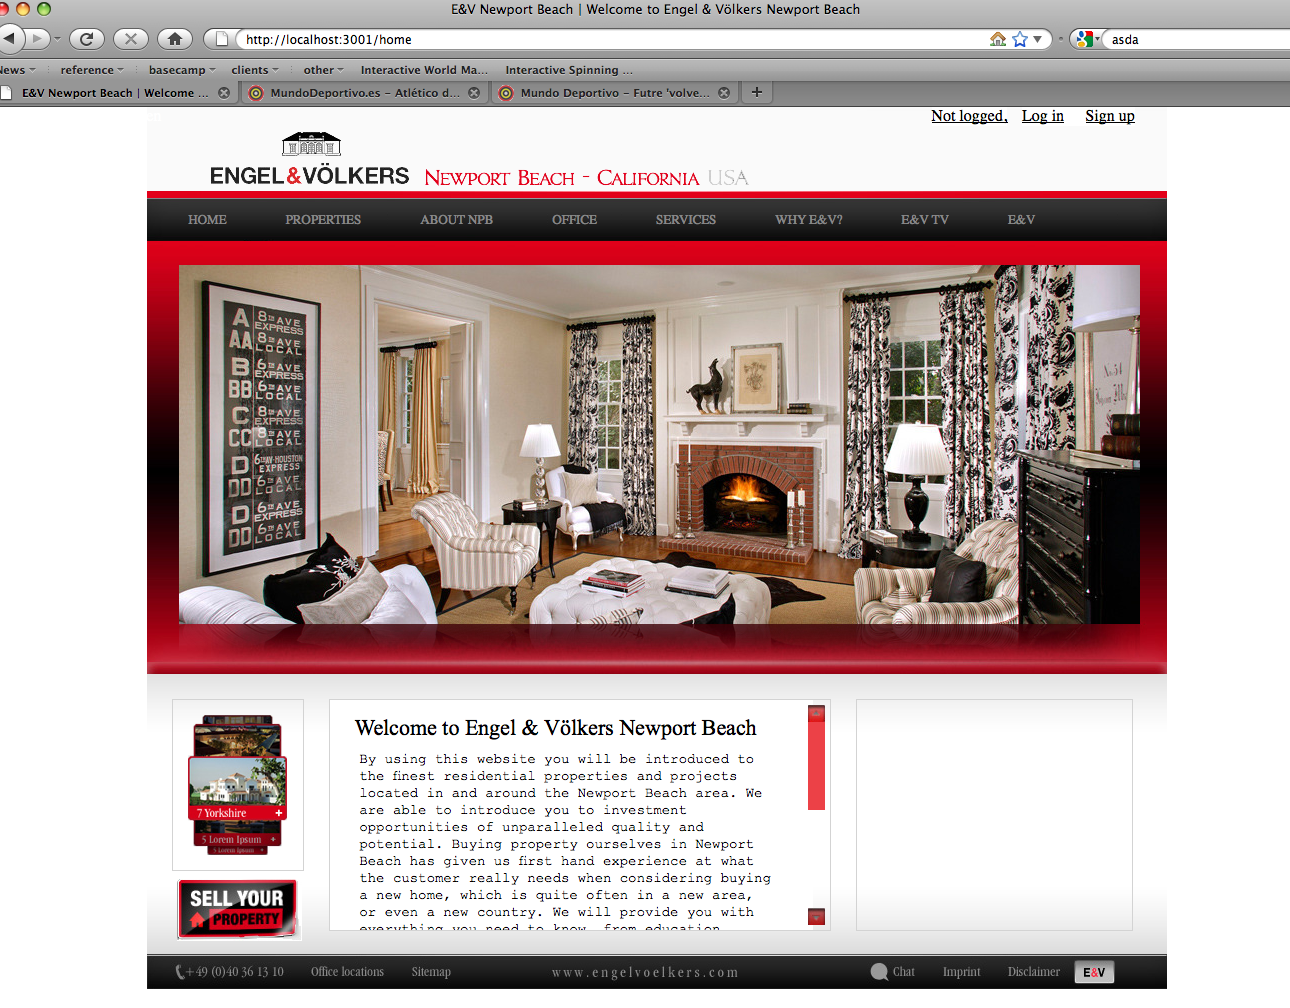 E&V Newport Beach | Welcome to Engel & Völkers Newport Beach
http://localhost:3001/home
asda
News
reference
basecamp
clients
other
Interactive World Ma...
Interactive Spinning ...
E&V Newport Beach | Welcome ...
MundoDeportivo.es - Atlético d...
Mundo Deportivo - Futre 'volve...
Not logged, Log in Sign up
ENGEL&VÖLKERS Newport Beach - California USA
HOME PROPERTIES ABOUT NPB OFFICE SERVICES WHY E&V? E&V TV E&V
A 8TH AVE EXPRESS
AA 8TH AVE LOCAL
B 6TH AVE EXPRESS
BB 6TH AVE LOCAL
C 8TH AVE EXPRESS
CC 8TH AVE LOCAL
D 6TH AV-HOUSTON EXPRESS
DD 6TH AVE LOCAL
D 6TH AVE EXPRESS
DD 6TH AVE LOCAL
7 Yorkshire +
5 Lorem Ipsum +
5 Lorem Ipsum +
SELL YOUR
PROPERTY
Welcome to Engel & Völkers Newport Beach
By using this website you will be introduced to
the finest residential properties and projects
located in and around the Newport Beach area. We
are able to introduce you to investment
opportunities of unparalleled quality and
potential. Buying property ourselves in Newport
Beach has given us first hand experience at what
the customer really needs when considering buying
a new home, which is quite often in a new area,
or even a new country. We will provide you with
everything you need to know, from education
+49 (0)40 36 13 10 Office locations Sitemap www.engelvoelkers.com Chat Imprint Disclaimer E&V